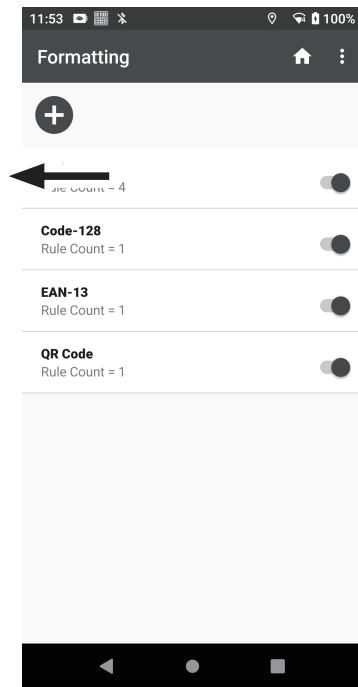 11:53 100%
Formatting
Count = 4
Code-128
Rule Count = 1
EAN-13
Rule Count = 1
QR Code
Rule Count = 1